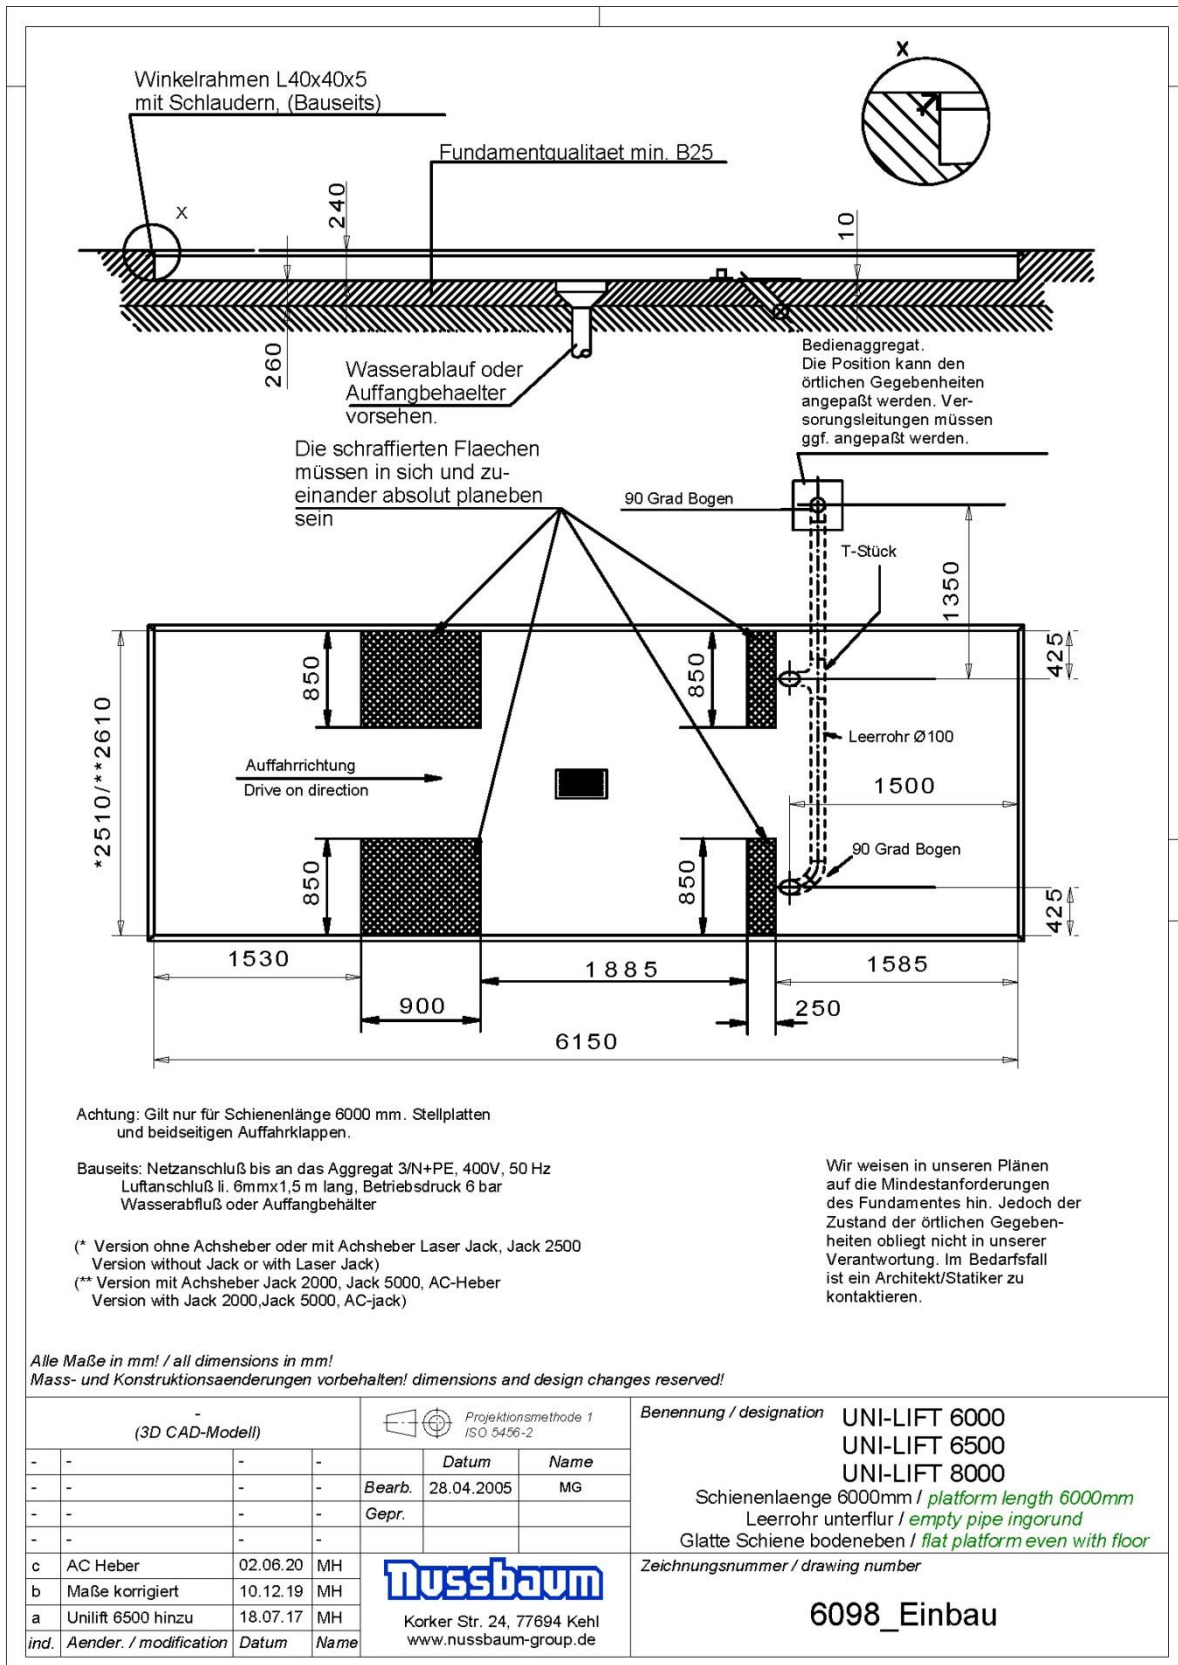 X
Winkelrahmen L40x40x5
mit Schlaudern, (Bauseits)
Fundamentqualitaet min. B25
X
240
10
260
Wasserablauf oder
Auffangbehaelter
vorsehen.
Bedienaggregat.
Die Position kann den
örtlichen Gegebenheiten
angepaßt werden. Ver-
sorungsleitungen müssen
ggf. angepaßt werden.
Die schraffierten Flaechen
müssen in sich und zu-
einander absolut planeben
sein
90 Grad Bogen
T-Stück
1350
425
850
850
*2510/**2610
Leerrohr Ø100
Auffahrrichtung
Drive on direction
1500
850
850
90 Grad Bogen
425
1530
1885
1585
900
250
6150
Achtung: Gilt nur für Schienenlänge 6000 mm. Stellplatten
und beidseitigen Auffahrklappen.
Bauseits: Netzanschluß bis an das Aggregat 3/N+PE, 400V, 50 Hz
Luftanschluß li. 6mmx1,5 m lang, Betriebsdruck 6 bar
Wasserabfluß oder Auffangbehälter
(* Version ohne Achsheber oder mit Achsheber Laser Jack, Jack 2500
Version without Jack or with Laser Jack)
(** Version mit Achsheber Jack 2000, Jack 5000, AC-Heber
Version with Jack 2000,Jack 5000, AC-jack)
Wir weisen in unseren Plänen
auf die Mindestanforderungen
des Fundamentes hin. Jedoch der
Zustand der örtlichen Gegeben-
heiten obliegt nicht in unserer
Verantwortung. Im Bedarfsfall
ist ein Architekt/Statiker zu
kontaktieren.
Alle Maße in mm! / all dimensions in mm!
Mass- und Konstruktionsaenderungen vorbehalten! dimensions and design changes reserved!
-
(3D CAD-Modell)
Projektionsmethode 1
ISO 5456-2
- - - - Datum Name
- - - - Bearb. 28.04.2005 MG
- - - - Gepr.
- - - -
c AC Heber 02.06.20 MH
b Maße korrigiert 10.12.19 MH
a Unilift 6500 hinzu 18.07.17 MH
ind. Aender. / modification Datum Name
Nussbaum
Korker Str. 24, 77694 Kehl
www.nussbaum-group.de
Benennung / designation UNI-LIFT 6000
UNI-LIFT 6500
UNI-LIFT 8000
Schienenlaenge 6000mm / platform length 6000mm
Leerrohr unterflur / empty pipe ingorund
Glatte Schiene bodeneben / flat platform even with floor
Zeichnungsnummer / drawing number
6098_Einbau